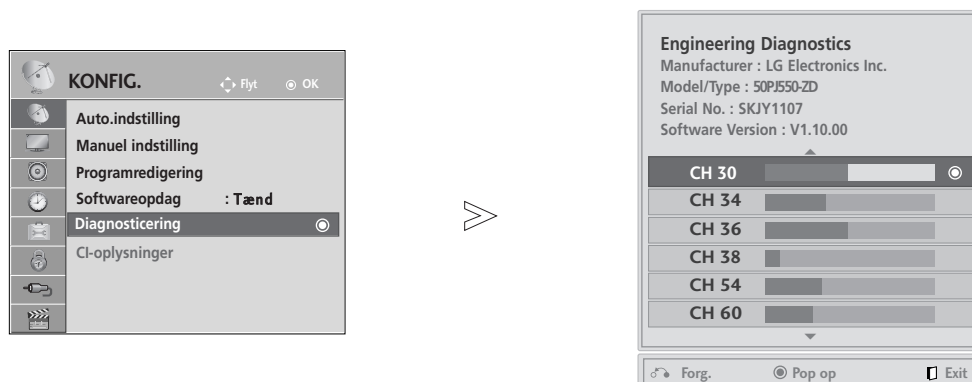 KONFIG.
Flyt
OK
Auto.indstilling
Manuel indstilling
Programredigering
Softwareopdag : Tænd
Diagnosticering
CI-oplysninger
Engineering Diagnostics
Manufacturer : LG Electronics Inc.
Model/Type : 50PJ550-ZD
Serial No. : SKJY1107
Software Version : V1.10.00
CH 30
CH 34
CH 36
CH 38
CH 54
CH 60
Forg.
Pop op
Exit